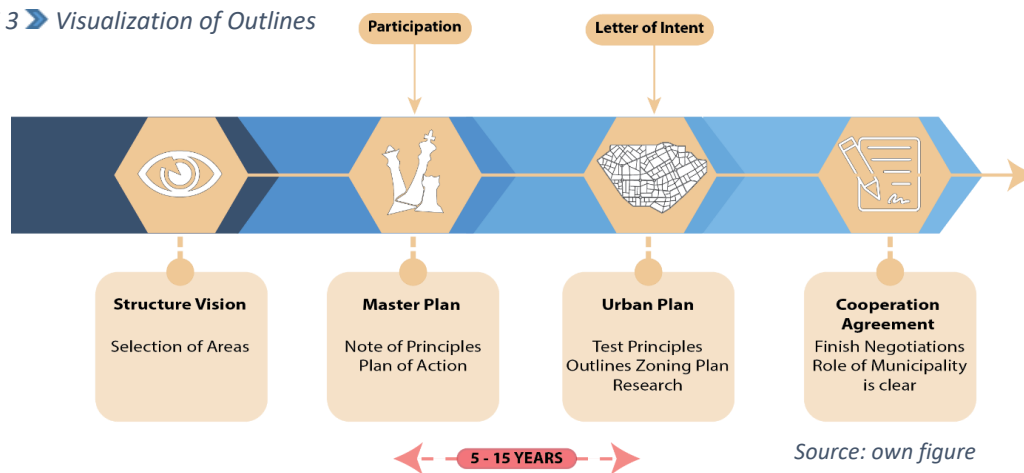 3 Visualization of Outlines
Participation
Letter of Intent
Structure Vision
Selection of Areas
Master Plan
Note of Principles
Plan of Action
Urban Plan
Test Principles
Outlines Zoning Plan
Research
Cooperation
Agreement
Finish Negotiations
Role of Municipality
is clear
5 - 15 YEARS
Source: own figure